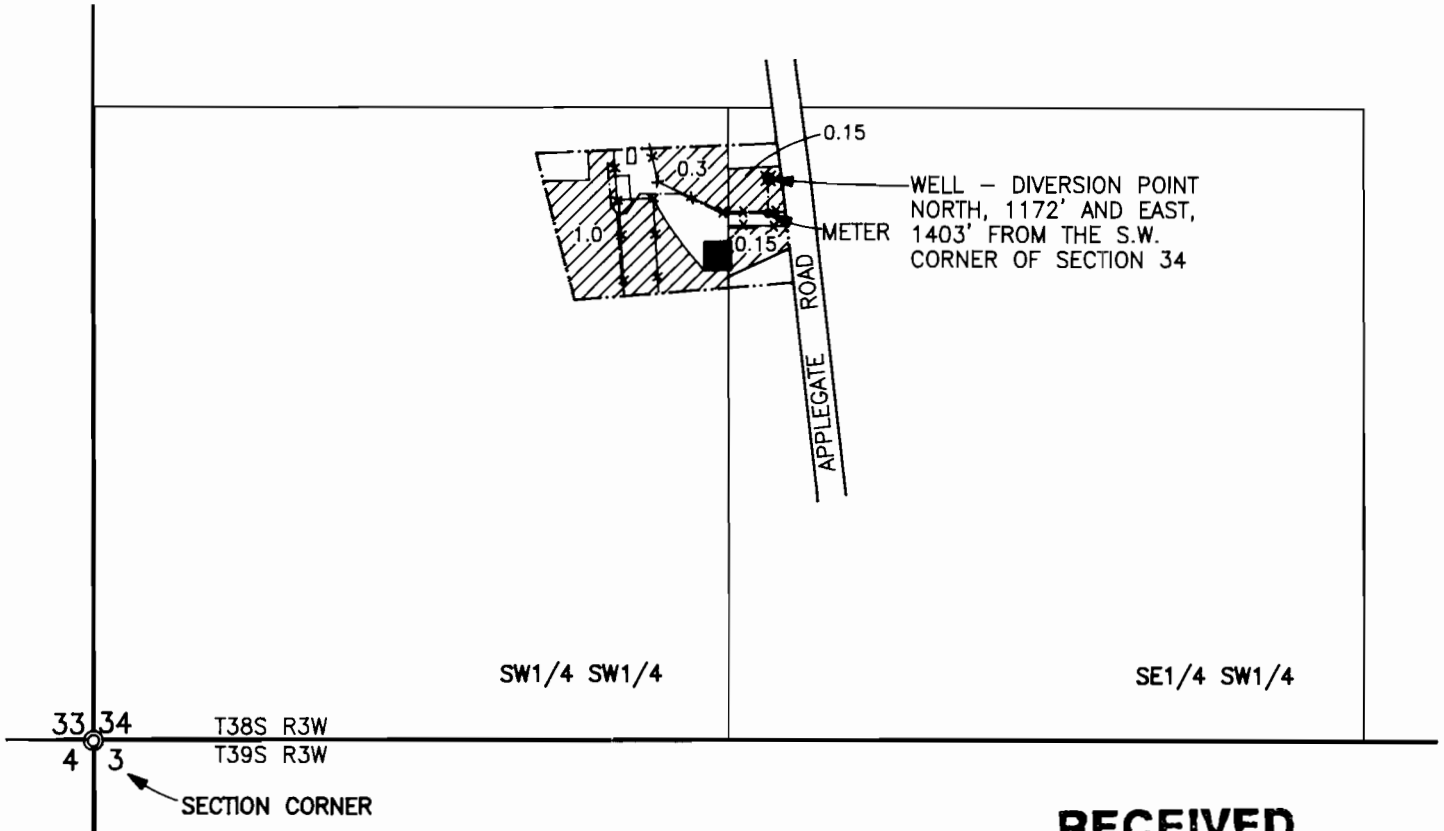 0.15
0.3
WELL – DIVERSION POINT
NORTH, 1172' AND EAST,
1403' FROM THE S.W.
CORNER OF SECTION 34
METER
1.0
0.15
APPLEGATE ROAD
SW1/4 SW1/4
SE1/4 SW1/4
33 34
T38S R3W
4 3
T39S R3W
SECTION CORNER
RECEIVED